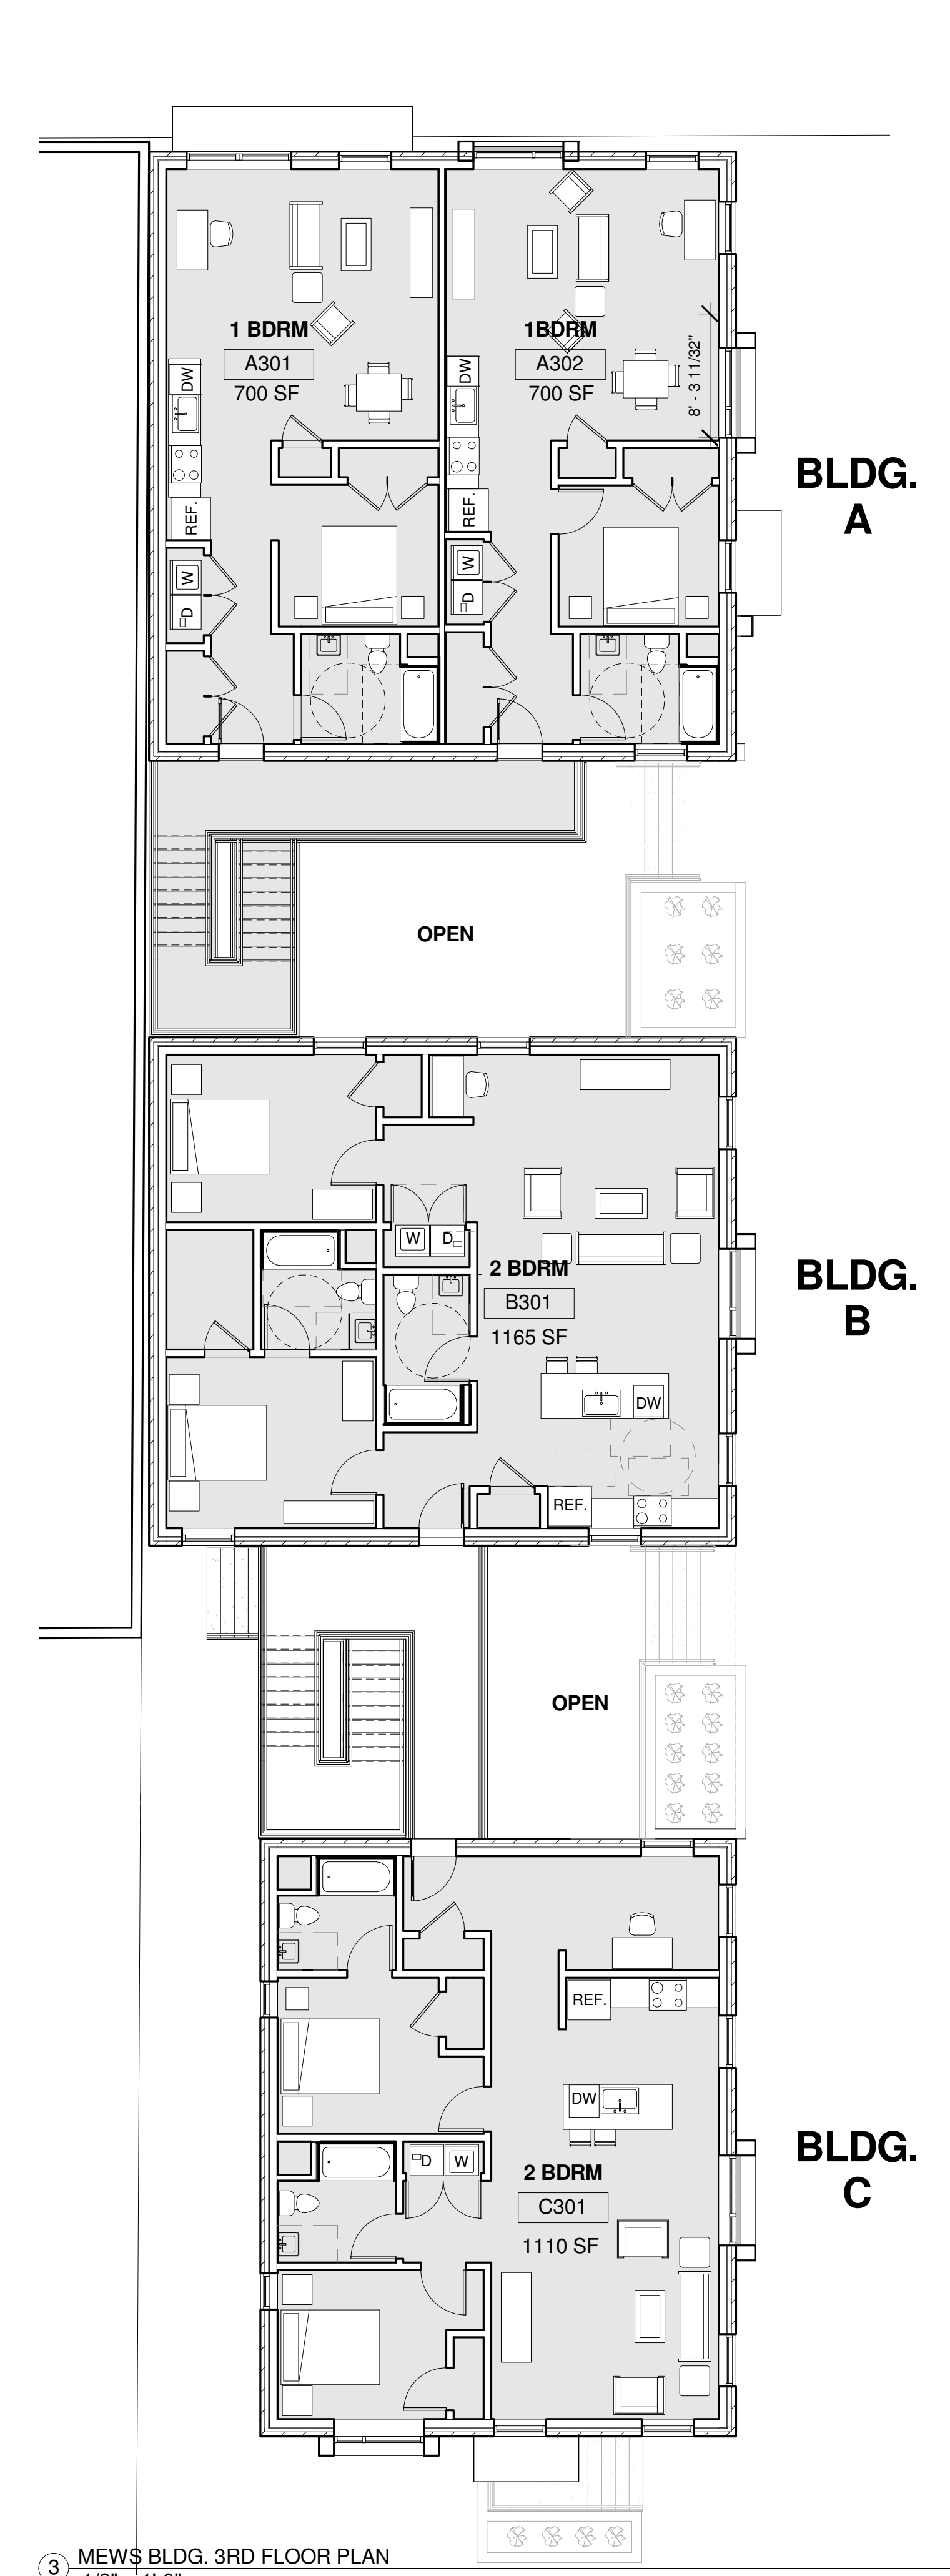 1 BDRM
A301
700 SF
DW
REF.
W
D
1BDRM
A302
700 SF
DW
REF.
W
D
8' - 3 11/32"
BLDG.
A
OPEN
W
D
2 BDRM
B301
1165 SF
DW
REF.
BLDG.
B
OPEN
REF.
DW
D
W
2 BDRM
C301
1110 SF
BLDG.
C
3
MEWS BLDG. 3RD FLOOR PLAN